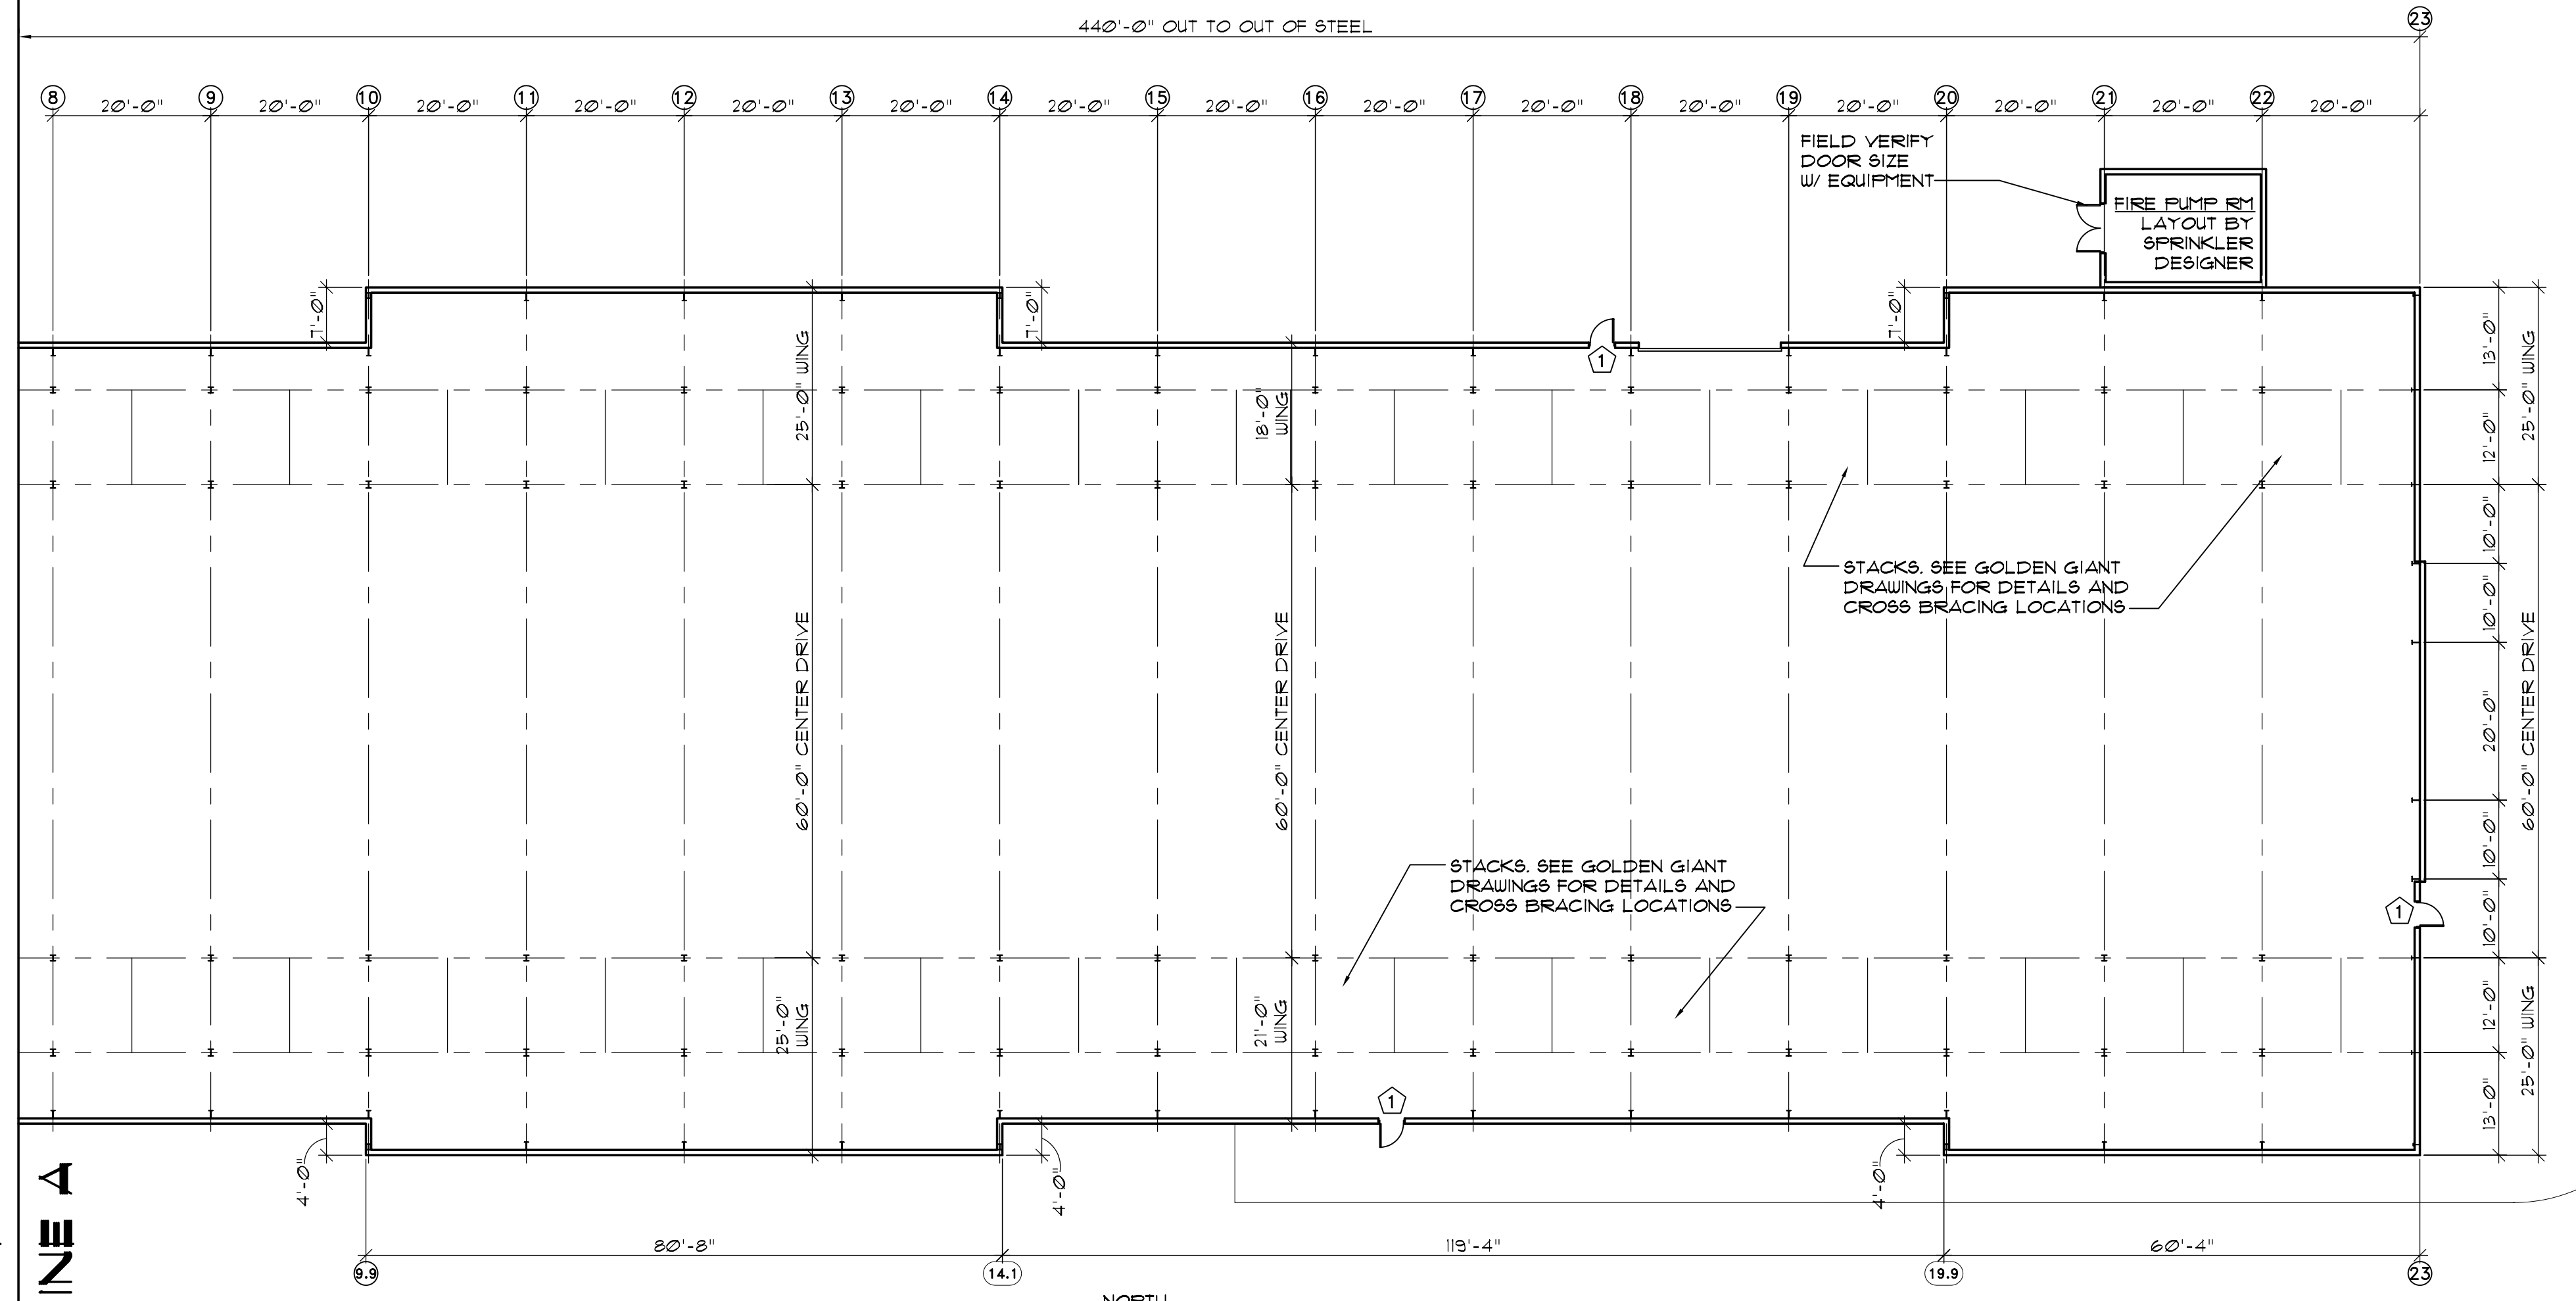 440'-0" OUT TO OUT OF STEEL
23
8 20'-0" 9 20'-0" 10 20'-0" 11 20'-0" 12 20'-0" 13 20'-0" 14 20'-0" 15 20'-0" 16 20'-0" 17 20'-0" 18 20'-0" 19 20'-0" 20 20'-0" 21 20'-0" 22 20'-0"
FIELD VERIFY
DOOR SIZE
W/ EQUIPMENT
FIRE PUMP RM
LAYOUT BY
SPRINKLER
DESIGNER
7'-0"
7'-0"
7'-0"
1
25'-0" WING
18'-0"
WING
13'-0"
12'-0"
25'-0" WING
10'-0"
10'-0"
20'-0"
10'-0"
10'-0"
60'-0" CENTER DRIVE
12'-0"
13'-0"
25'-0" WING
STACKS. SEE GOLDEN GIANT
DRAWINGS FOR DETAILS AND
CROSS BRACING LOCATIONS
60'-0" CENTER DRIVE
60'-0" CENTER DRIVE
STACKS. SEE GOLDEN GIANT
DRAWINGS FOR DETAILS AND
CROSS BRACING LOCATIONS
1
25'-0"
WING
21'-0"
WING
1
4'-0"
4'-0"
4'-0"
INE A
80'-8"
119'-4"
60'-4"
9.9
14.1
19.9
23
NORTH